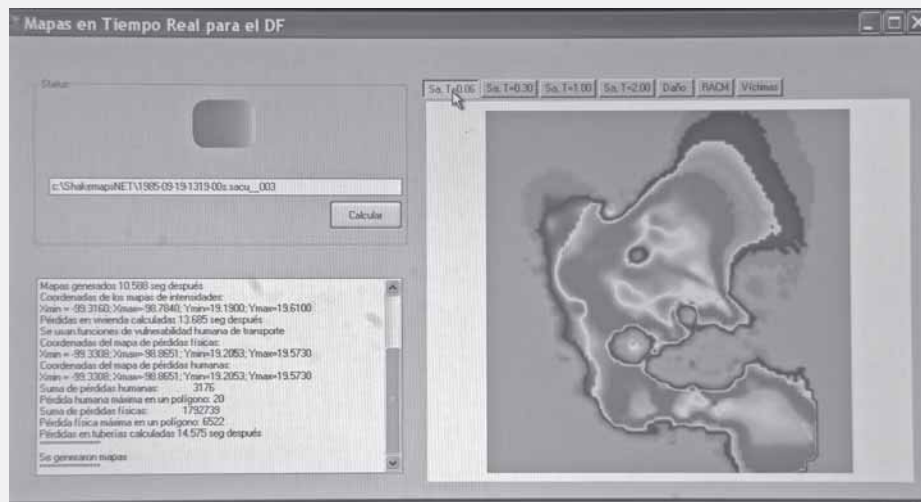 Mapas en Tiempo Real para el DF
Status
c:\ShakemapsNET\1985-09-19-1319-00s.sacu__003
Calcular
Mapas generados 10.588 seg después
Coordenadas de los mapas de intensidades:
Xmin = -99.3160; Xmax=-98.7840; Ymin=19.1900; Ymax=19.6100
Pérdidas en vivienda calculadas 13.685 seg después
Se usan funciones de vulnerabilidad humana de transporte
Coordenadas del mapa de pérdidas físicas:
Xmin = -99.3308; Xmax=-98.8651; Ymin=19.2053; Ymax=19.5730
Coordenadas del mapa de pérdidas humanas:
Xmin = -99.3308; Xmax=-98.8651; Ymin=19.2053; Ymax=19.5730
Suma de pérdidas humanas: 3176
Pérdida humana máxima en un polígono: 20
Suma de pérdidas físicas: 1792739
Pérdida física máxima en un polígono: 6522
Pérdidas en tuberías calculadas 14.575 seg después
Se generaron mapas
Sa, T=0.06 Sa, T=0.30 Sa, T=1.00 Sa, T=2.00 Daño RACM Víctimas